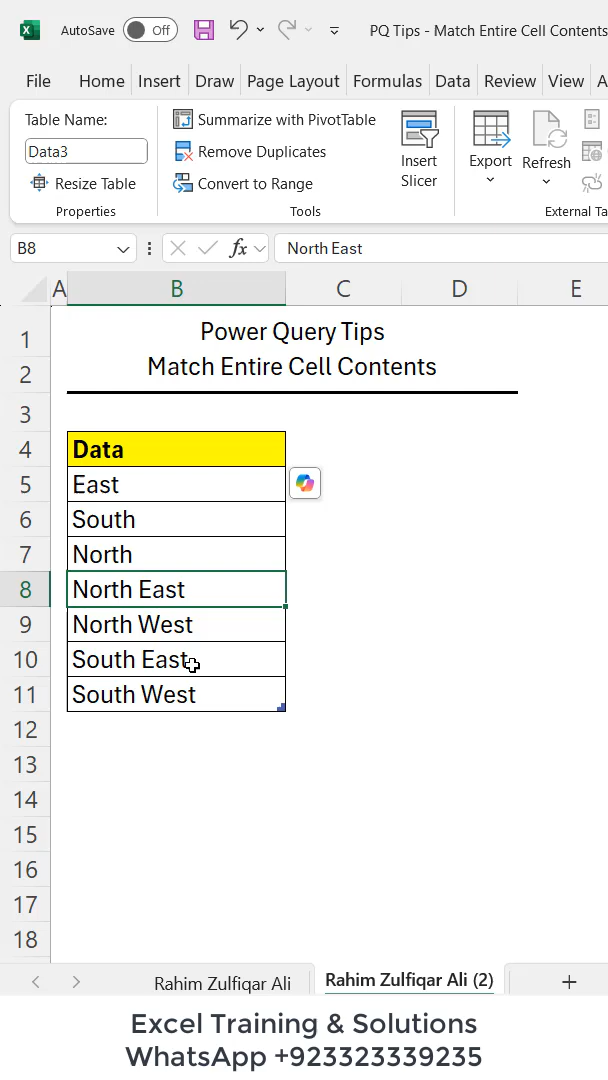 AutoSave Off PQ Tips - Match Entire Cell Contents
File Home Insert Draw Page Layout Formulas Data Review View A
Table Name:
Data3
Resize Table
Properties
Summarize with PivotTable
Remove Duplicates
Convert to Range
Tools
Insert
Slicer
Export
Refresh
External Ta
B8 fx North East
A B C D E
1 Power Query Tips
2 Match Entire Cell Contents
3
4 Data
5 East
6 South
7 North
8 North East
9 North West
10 South East
11 South West
12
13
14
15
16
17
18
Rahim Zulfiqar Ali Rahim Zulfiqar Ali (2) +
Excel Training & Solutions
WhatsApp +923323339235